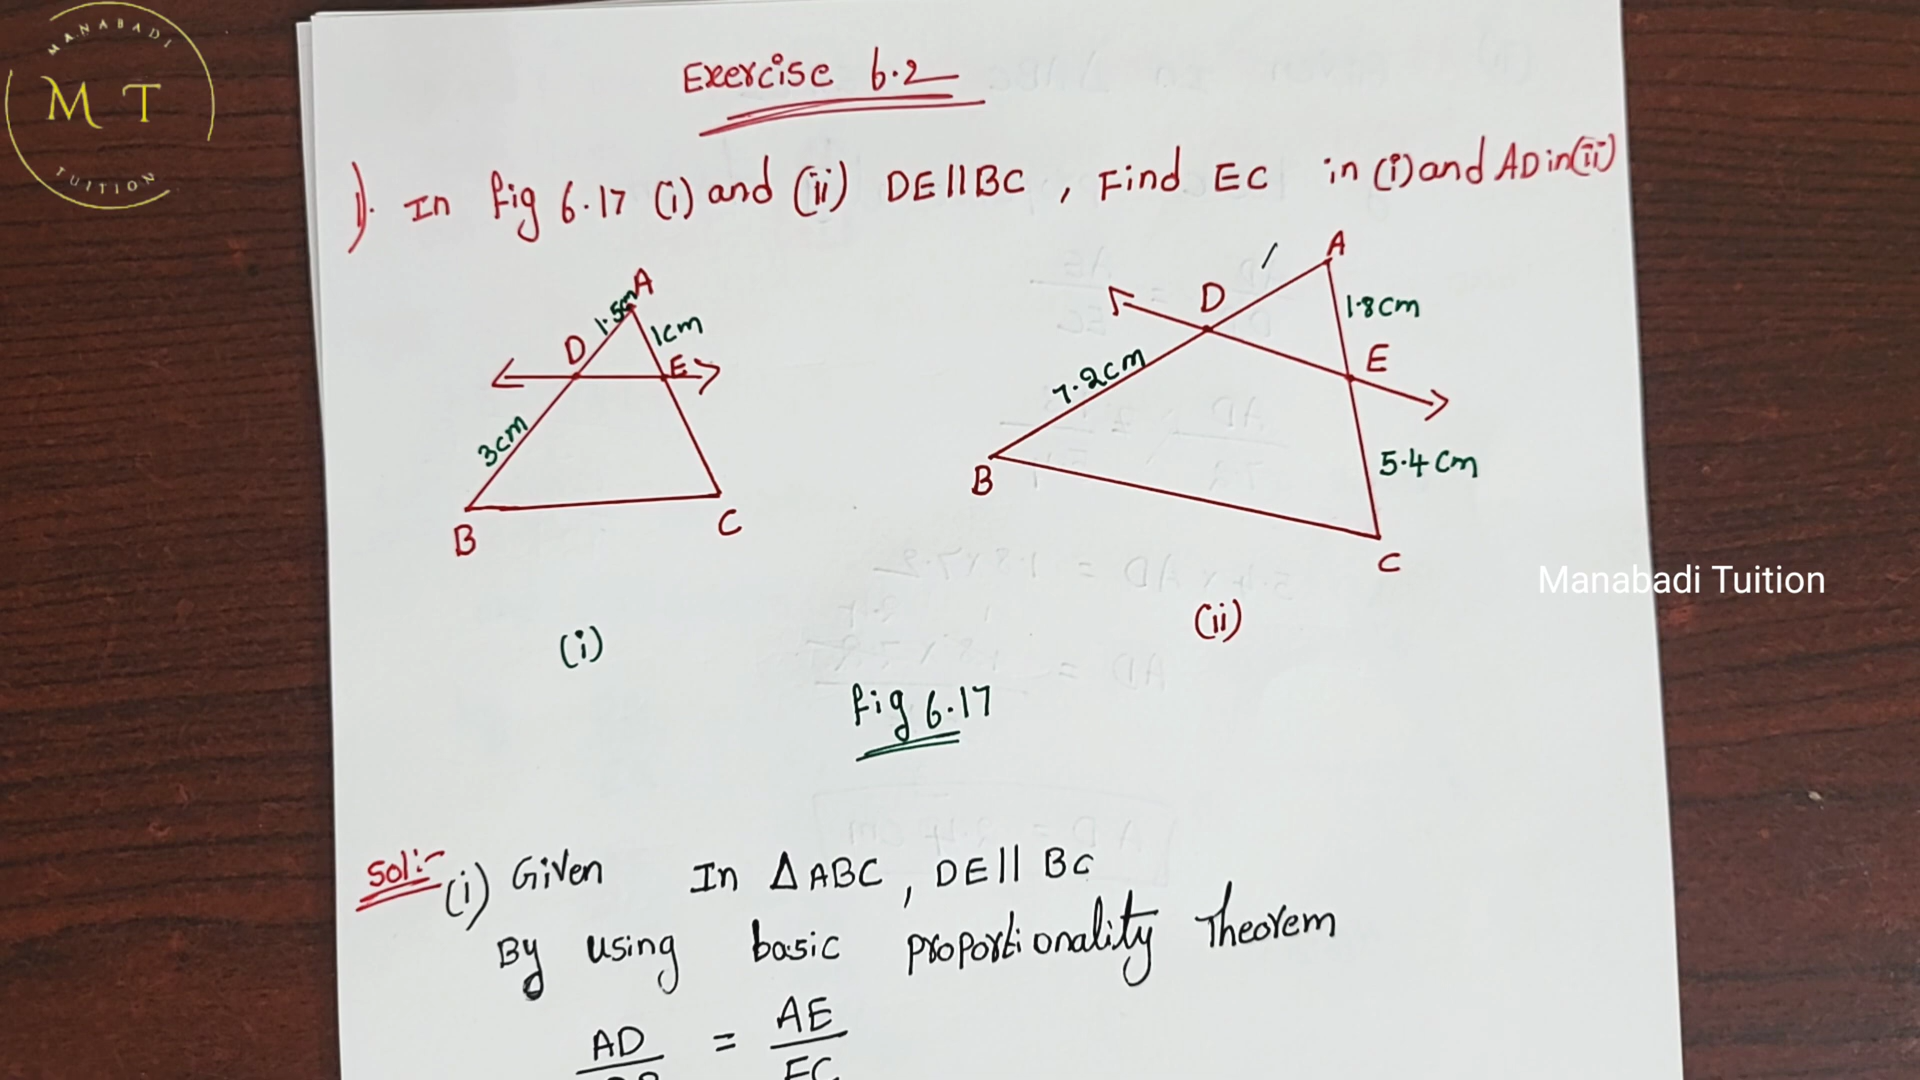 MANABADI
MT
TUITION
Exercise 6.2
1). In fig 6.17 (i) and (ii) DE||BC, Find EC in (i) and AD in (ii)
A
1.5cm
1cm
D
E
3cm
B
C
(i)
A
D
1.8cm
E
7.2cm
5.4cm
B
C
(ii)
Manabadi Tuition
fig 6.17
Sol:- (i) Given In ΔABC, DE|| BC
By using basic proportionality Theorem
AD = AE
EC